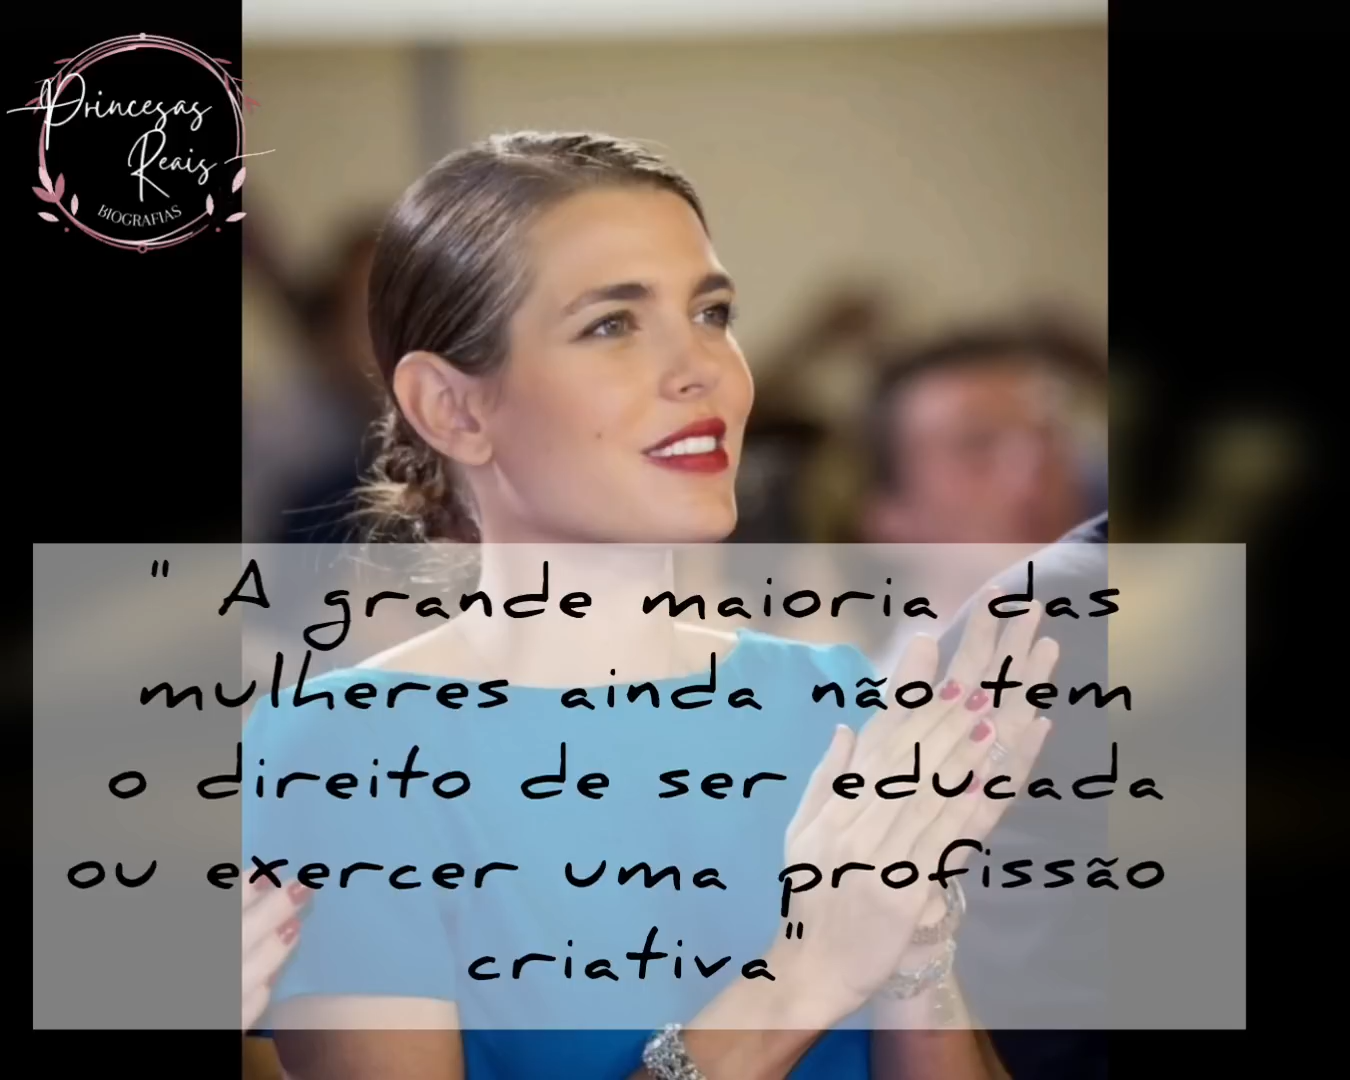 Princesas
Reais
BIOGRAFIAS
" A grande maioria das
mulheres ainda não tem
o direito de ser educada
ou exercer uma profissão
criativa"